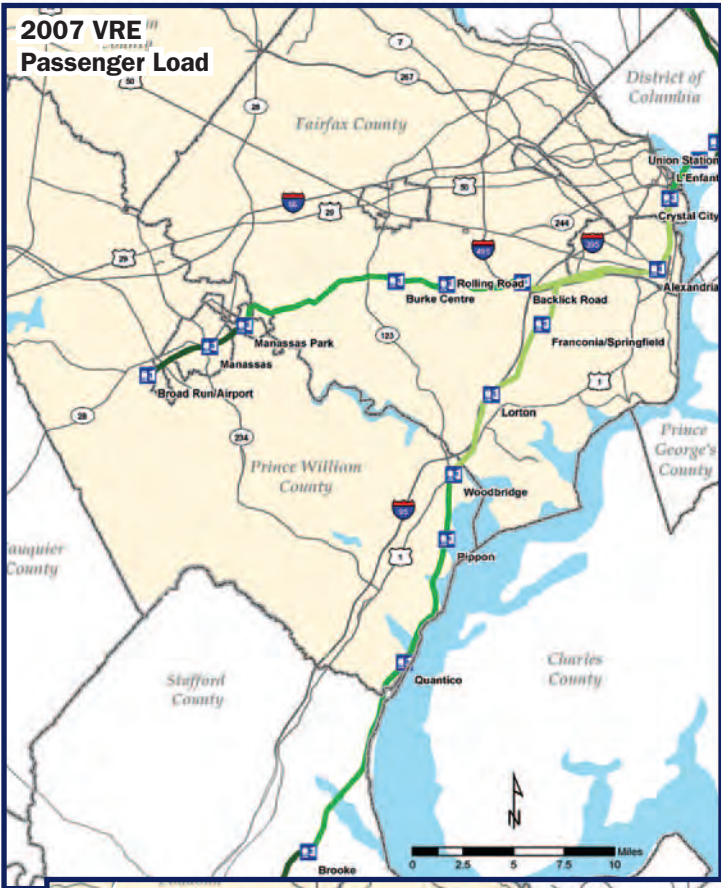 2007 VRE
Passenger Load
50
7
267
28
District of
Columbia
50
Fairfax County
Union Station
L'Enfant
50
66
29
Crystal City
244
495
395
29
Rolling Road
Burke Centre
Backlick Road
Alexandria
123
Manassas Park
Franconia/Springfield
Manassas
1
Broad Run/Airport
Lorton
28
234
Prince
George's
County
Prince William
County
Woodbridge
95
1
Rippon
auquier
County
Stafford
County
Quantico
Charles
County
N
Miles
0 2.5 5 7.5 10
Brooke